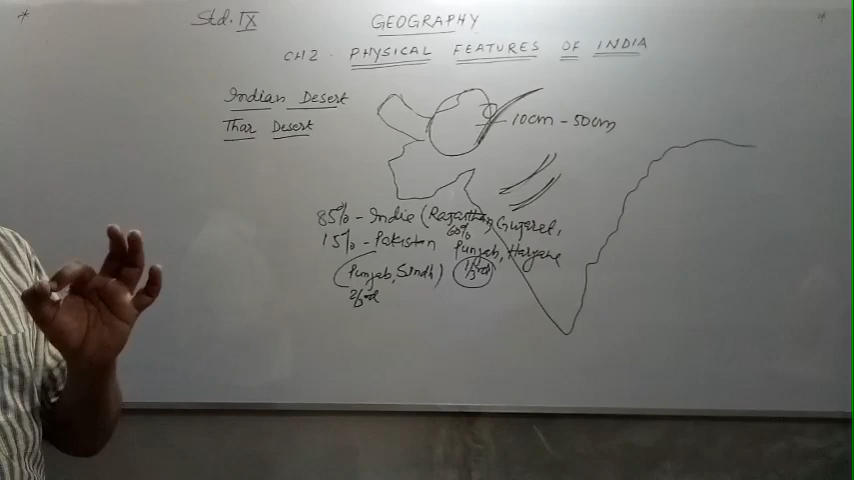 Std. IX
GEOGRAPHY
CH 2. PHYSICAL FEATURES OF INDIA
Indian Desert
Thar Desert
10cm - 50cm
85% - India (Rajasthan, Gujarat,
60%
15% - Pakistan Punjab, Haryana
(Punjab, Sindh) 1/3rd
2/3rd